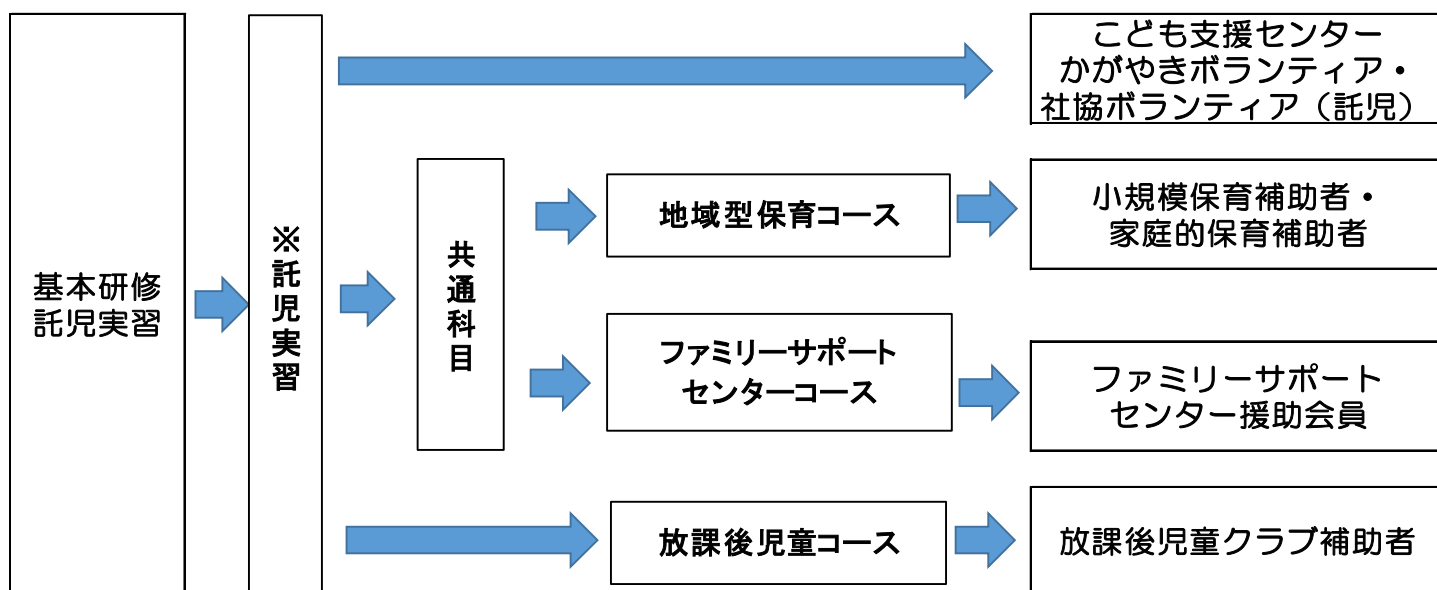 基本研修
託児実習
※託児実習
共通科目
こども支援センター
かがやきボランティア・
社協ボランティア（託児）
地域型保育コース
小規模保育補助者・
家庭的保育補助者
ファミリーサポート
センターコース
ファミリーサポート
センター援助会員
放課後児童コース
放課後児童クラブ補助者